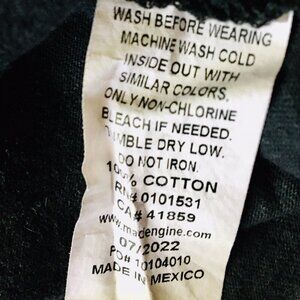 WASH BEFORE WEARING
MACHINE WASH COLD
INSIDE OUT WITH
SIMILAR COLORS.
ONLY NON-CHLORINE
BLEACH IF NEEDED.
TUMBLE DRY LOW.
DO NOT IRON.
100% COTTON
RN# 0101531
CA# 41859
www.madengine.com
07/2022
PO# 10104010
MADE IN MEXICO